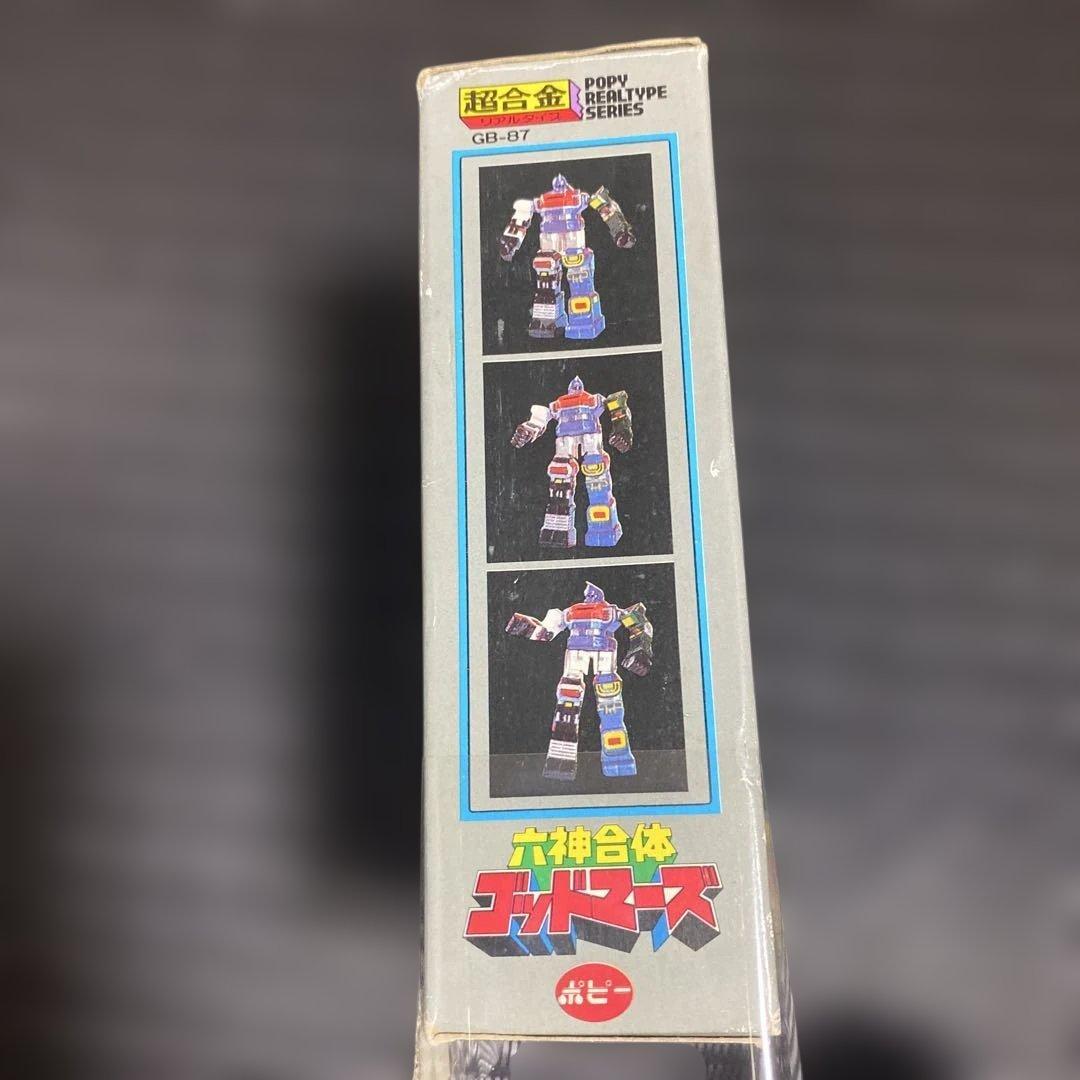 超合金
リアルタイプ
POPY
REALTYPE
SERIES
GB-87
六神合体
ゴッドマーズ
ポピー